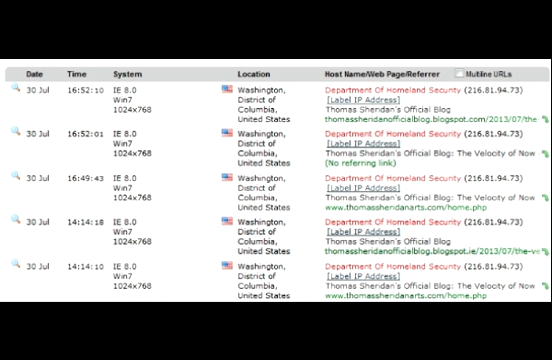 Date Time System Location Host Name/Web Page/Referrer Multiline URLs
30 Jul 16:52:10 IE 8.0 Washington, Department Of Homeland Security (216.81.94.73)
Win7 District of [Label IP Address]
1024x768 Columbia, Thomas Sheridan's Official Blog
United States thomassheridanofficialblog.blogspot.com/2013/07/the
30 Jul 16:52:01 IE 8.0 Washington, Department Of Homeland Security (216.81.94.73)
Win7 District of [Label IP Address]
1024x768 Columbia, Thomas Sheridan's Official Blog: The Velocity of Now
United States (No referring link)
30 Jul 16:49:43 IE 8.0 Washington, Department Of Homeland Security (216.81.94.73)
Win7 District of [Label IP Address]
1024x768 Columbia, Thomas Sheridan's Official Blog: The Velocity of Now
United States www.thomassheridanarts.com/home.php
30 Jul 14:14:18 IE 8.0 Washington, Department Of Homeland Security (216.81.94.73)
Win7 District of [Label IP Address]
1024x768 Columbia, Thomas Sheridan's Official Blog
United States thomassheridanofficialblog.blogspot.ie/2013/07/the-ve
30 Jul 14:14:10 IE 8.0 Washington, Department Of Homeland Security (216.81.94.73)
Win7 District of [Label IP Address]
1024x768 Columbia, Thomas Sheridan's Official Blog: The Velocity of Now
United States www.thomassheridanarts.com/home.php